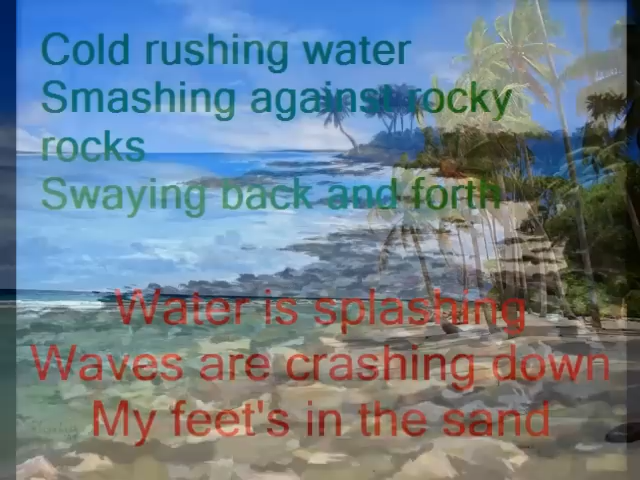 Cold rushing water
Smashing against rocky
rocks
Swaying back and forth
Water is splashing
Waves are crashing down
My feet's in the sand